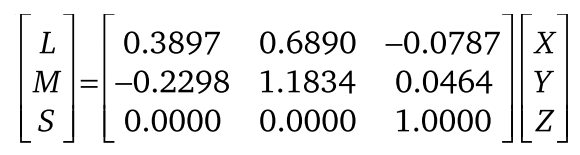 L 0.3897 0.6890 –0.0787 X
M = –0.2298 1.1834 0.0464 Y
S 0.0000 0.0000 1.0000 Z